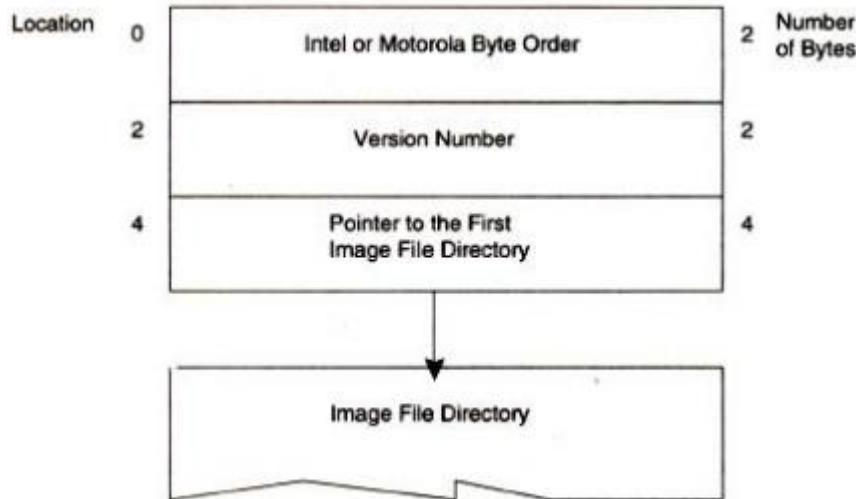 Location 0 Intel or Motorola Byte Order 2 Number
of Bytes
2 Version Number 2
4 Pointer to the First 4
Image File Directory
Image File Directory